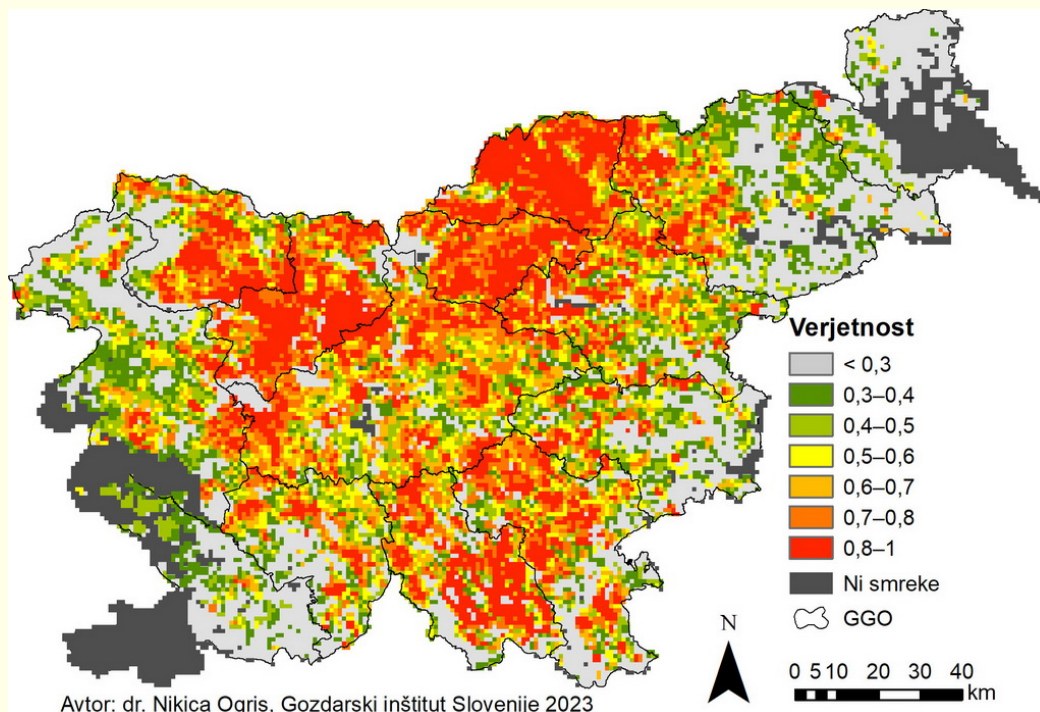 Verjetnost
< 0,3
0,3–0,4
0,4–0,5
0,5–0,6
0,6–0,7
0,7–0,8
0,8–1
Ni smreke
GGO
N
0 5 10 20 30 40
km
Avtor: dr. Nikica Ogris, Gozdarski inštitut Slovenije 2023